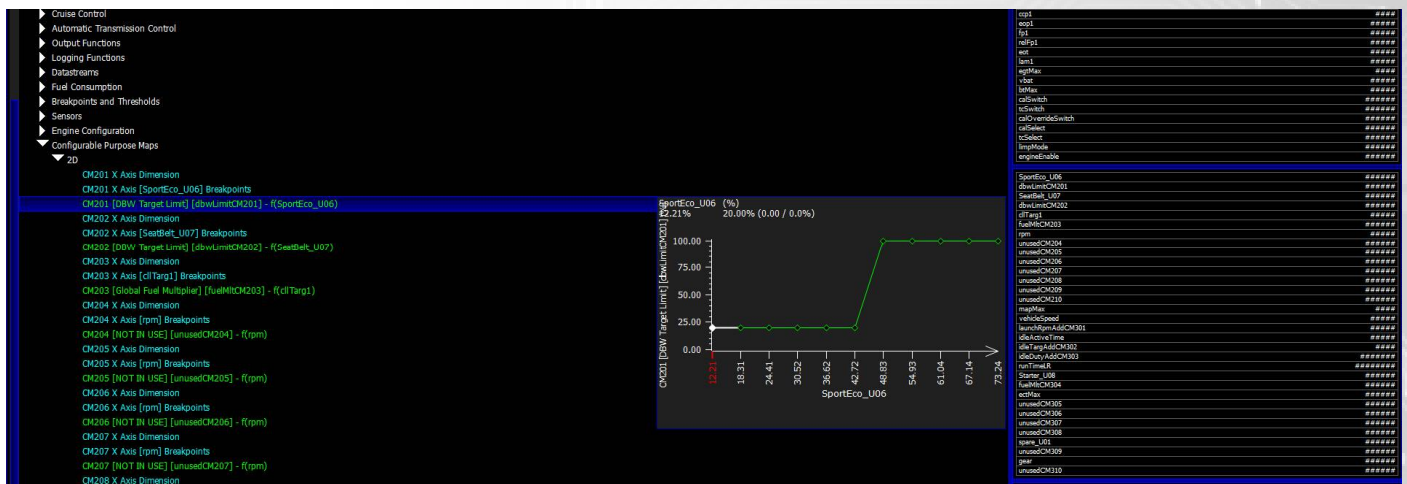 Cruise Control
Automatic Transmission Control
Output Functions
Logging Functions
Datastreams
Fuel Consumption
Breakpoints and Thresholds
Sensors
Engine Configuration
Configurable Purpose Maps
2D
CM201 X Axis Dimension
CM201 X Axis [SportEco_U06] Breakpoints
CM201 [DBW Target Limit] [dbwLimitCM201] - f(SportEco_U06)
CM202 X Axis Dimension
CM202 X Axis [SeatBelt_U07] Breakpoints
CM202 [DBW Target Limit] [dbwLimitCM202] - f(SeatBelt_U07)
CM203 X Axis Dimension
CM203 X Axis [cllTarg1] Breakpoints
CM203 [Global Fuel Multiplier] [fuelMltCM203] - f(cllTarg1)
CM204 X Axis Dimension
CM204 X Axis [rpm] Breakpoints
CM204 [NOT IN USE] [unusedCM204] - f(rpm)
CM205 X Axis Dimension
CM205 X Axis [rpm] Breakpoints
CM205 [NOT IN USE] [unusedCM205] - f(rpm)
CM206 X Axis Dimension
CM206 X Axis [rpm] Breakpoints
CM206 [NOT IN USE] [unusedCM206] - f(rpm)
CM207 X Axis Dimension
CM207 X Axis [rpm] Breakpoints
CM207 [NOT IN USE] [unusedCM207] - f(rpm)
CM208 X Axis Dimension
SportEco_U06 (%)
12.21% 20.00% (0.00 / 0.0%)
CM201 [DBW Target Limit] [dbwLimitCM201]
100.00
75.00
50.00
25.00
0.00
12.21
18.31
24.41
30.52
36.62
42.72
48.83
54.93
61.04
67.14
73.24
SportEco_U06
ccp1 ####
eop1 #####
fp1 #####
relFp1 #####
eot #####
lam1 #####
egtMax ####
vbat #####
btMax #####
calSwitch ######
tcSwitch ######
calOverrideSwitch ######
calSelect ######
tcSelect ######
limpMode ######
engineEnable ######
SportEco_U06 ######
dbwLimitCM201 ######
SeatBelt_U07 ######
dbwLimitCM202 ######
cllTarg1 #####
fuelMltCM203 ######
rpm #####
unusedCM204 ######
unusedCM205 ######
unusedCM206 ######
unusedCM207 ######
unusedCM208 ######
unusedCM209 ######
unusedCM210 ######
mapMax ####
vehicleSpeed #####
launchRpmAddCM301 #####
idleActiveTime #####
idleTargAddCM302 ####
idleDutyAddCM303 #######
runTimeLR ########
Starter_U08 ######
fuelMltCM304 ######
ectMax #####
unusedCM305 ######
unusedCM306 ######
unusedCM307 ######
unusedCM308 ######
spare_U01 ######
unusedCM309 ######
gear ######
unusedCM310 ######